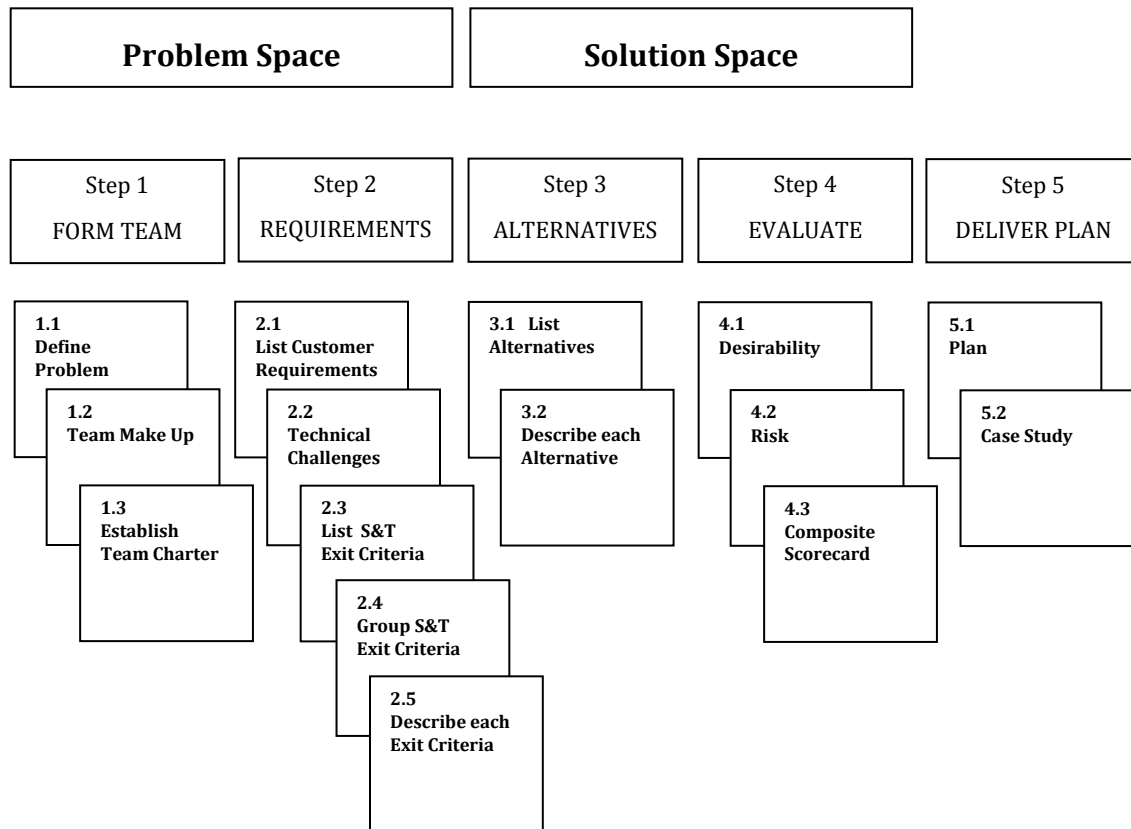 Problem Space
Solution Space
Step 1
FORM TEAM
Step 2
REQUIREMENTS
Step 3
ALTERNATIVES
Step 4
EVALUATE
Step 5
DELIVER PLAN
1.1
Define
Problem
1.2
Team Make Up
1.3
Establish
Team Charter
2.1
List Customer
Requirements
2.2
Technical
Challenges
2.3
List S&T
Exit Criteria
2.4
Group S&T
Exit Criteria
2.5
Describe each
Exit Criteria
3.1 List
Alternatives
3.2
Describe each
Alternative
4.1
Desirability
4.2
Risk
4.3
Composite
Scorecard
5.1
Plan
5.2
Case Study